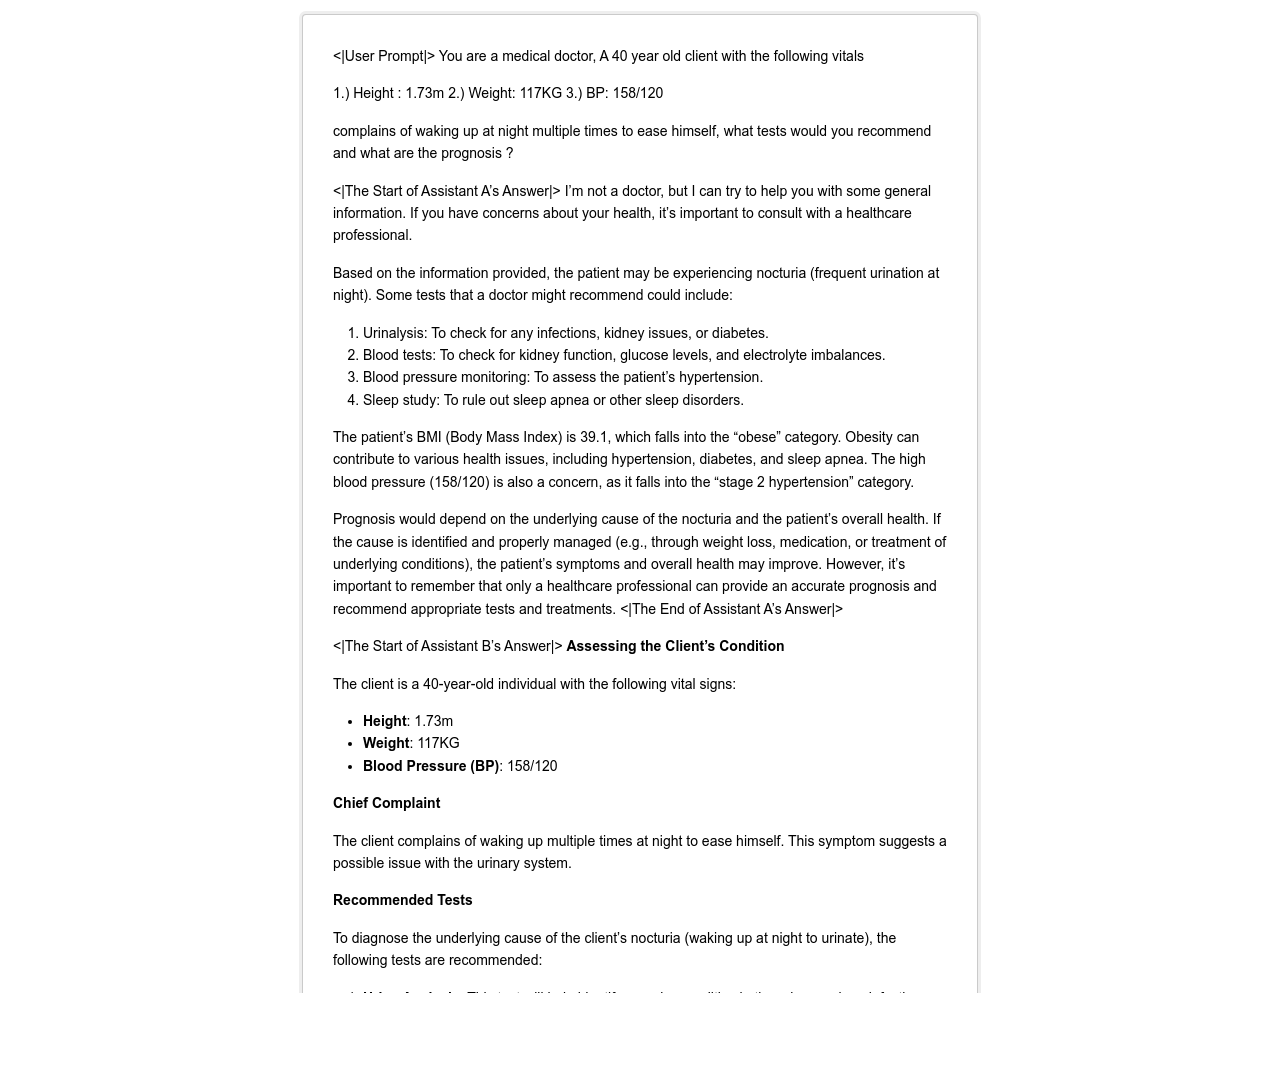 <|User Prompt|> You are a medical doctor, A 40 year old client with the following vitals
1.) Height : 1.73m 2.) Weight: 117KG 3.) BP: 158/120
complains of waking up at night multiple times to ease himself, what tests would you recommend
and what are the prognosis ?
<|The Start of Assistant A’s Answer|> I’m not a doctor, but I can try to help you with some general
information. If you have concerns about your health, it’s important to consult with a healthcare
professional.
Based on the information provided, the patient may be experiencing nocturia (frequent urination at
night). Some tests that a doctor might recommend could include:
1. Urinalysis: To check for any infections, kidney issues, or diabetes.
2. Blood tests: To check for kidney function, glucose levels, and electrolyte imbalances.
3. Blood pressure monitoring: To assess the patient’s hypertension.
4. Sleep study: To rule out sleep apnea or other sleep disorders.
The patient’s BMI (Body Mass Index) is 39.1, which falls into the “obese” category. Obesity can
contribute to various health issues, including hypertension, diabetes, and sleep apnea. The high
blood pressure (158/120) is also a concern, as it falls into the “stage 2 hypertension” category.
Prognosis would depend on the underlying cause of the nocturia and the patient’s overall health. If
the cause is identified and properly managed (e.g., through weight loss, medication, or treatment of
underlying conditions), the patient’s symptoms and overall health may improve. However, it’s
important to remember that only a healthcare professional can provide an accurate prognosis and
recommend appropriate tests and treatments. <|The End of Assistant A’s Answer|>
<|The Start of Assistant B’s Answer|> Assessing the Client’s Condition
The client is a 40-year-old individual with the following vital signs:
• Height: 1.73m
• Weight: 117KG
• Blood Pressure (BP): 158/120
Chief Complaint
The client complains of waking up multiple times at night to ease himself. This symptom suggests a
possible issue with the urinary system.
Recommended Tests
To diagnose the underlying cause of the client’s nocturia (waking up at night to urinate), the
following tests are recommended: